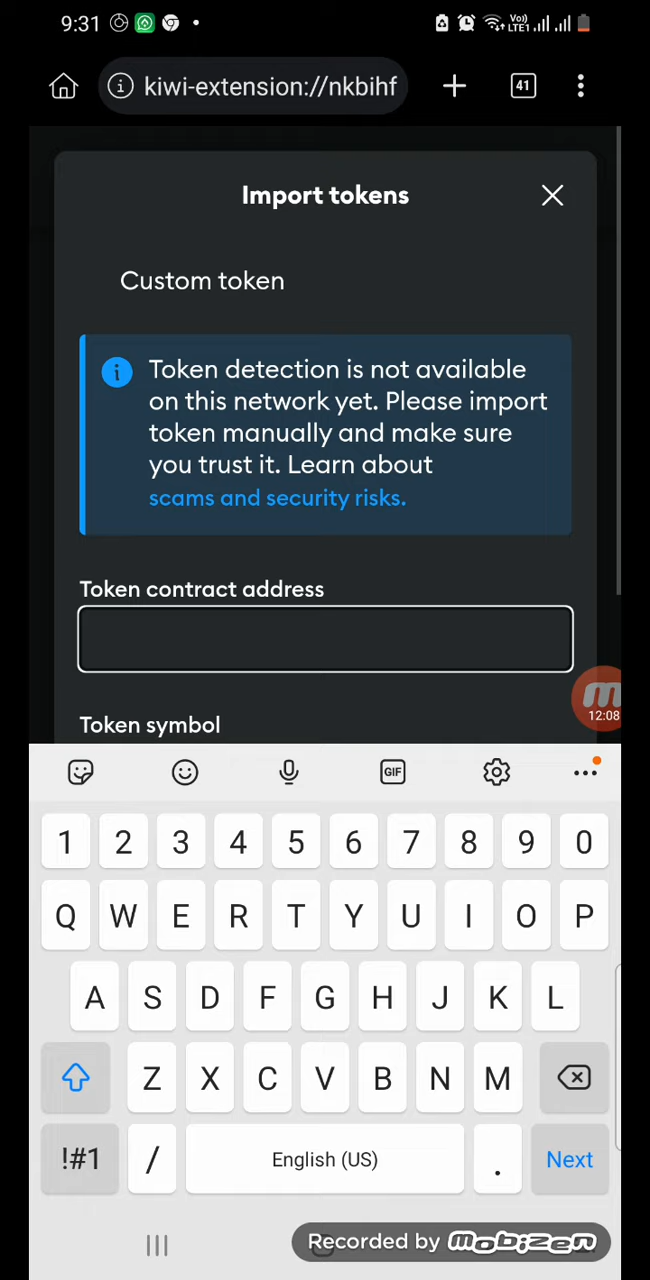 9:31
Vo)) LTE1
kiwi-extension://nkbihf
41
Import tokens
Custom token
Token detection is not available
on this network yet. Please import
token manually and make sure
you trust it. Learn about
scams and security risks.
Token contract address
12:08
Token symbol
GIF
1 2 3 4 5 6 7 8 9 0
Q W E R T Y U I O P
A S D F G H J K L
Z X C V B N M
!#1 / English (US) . Next
Recorded by mobizen